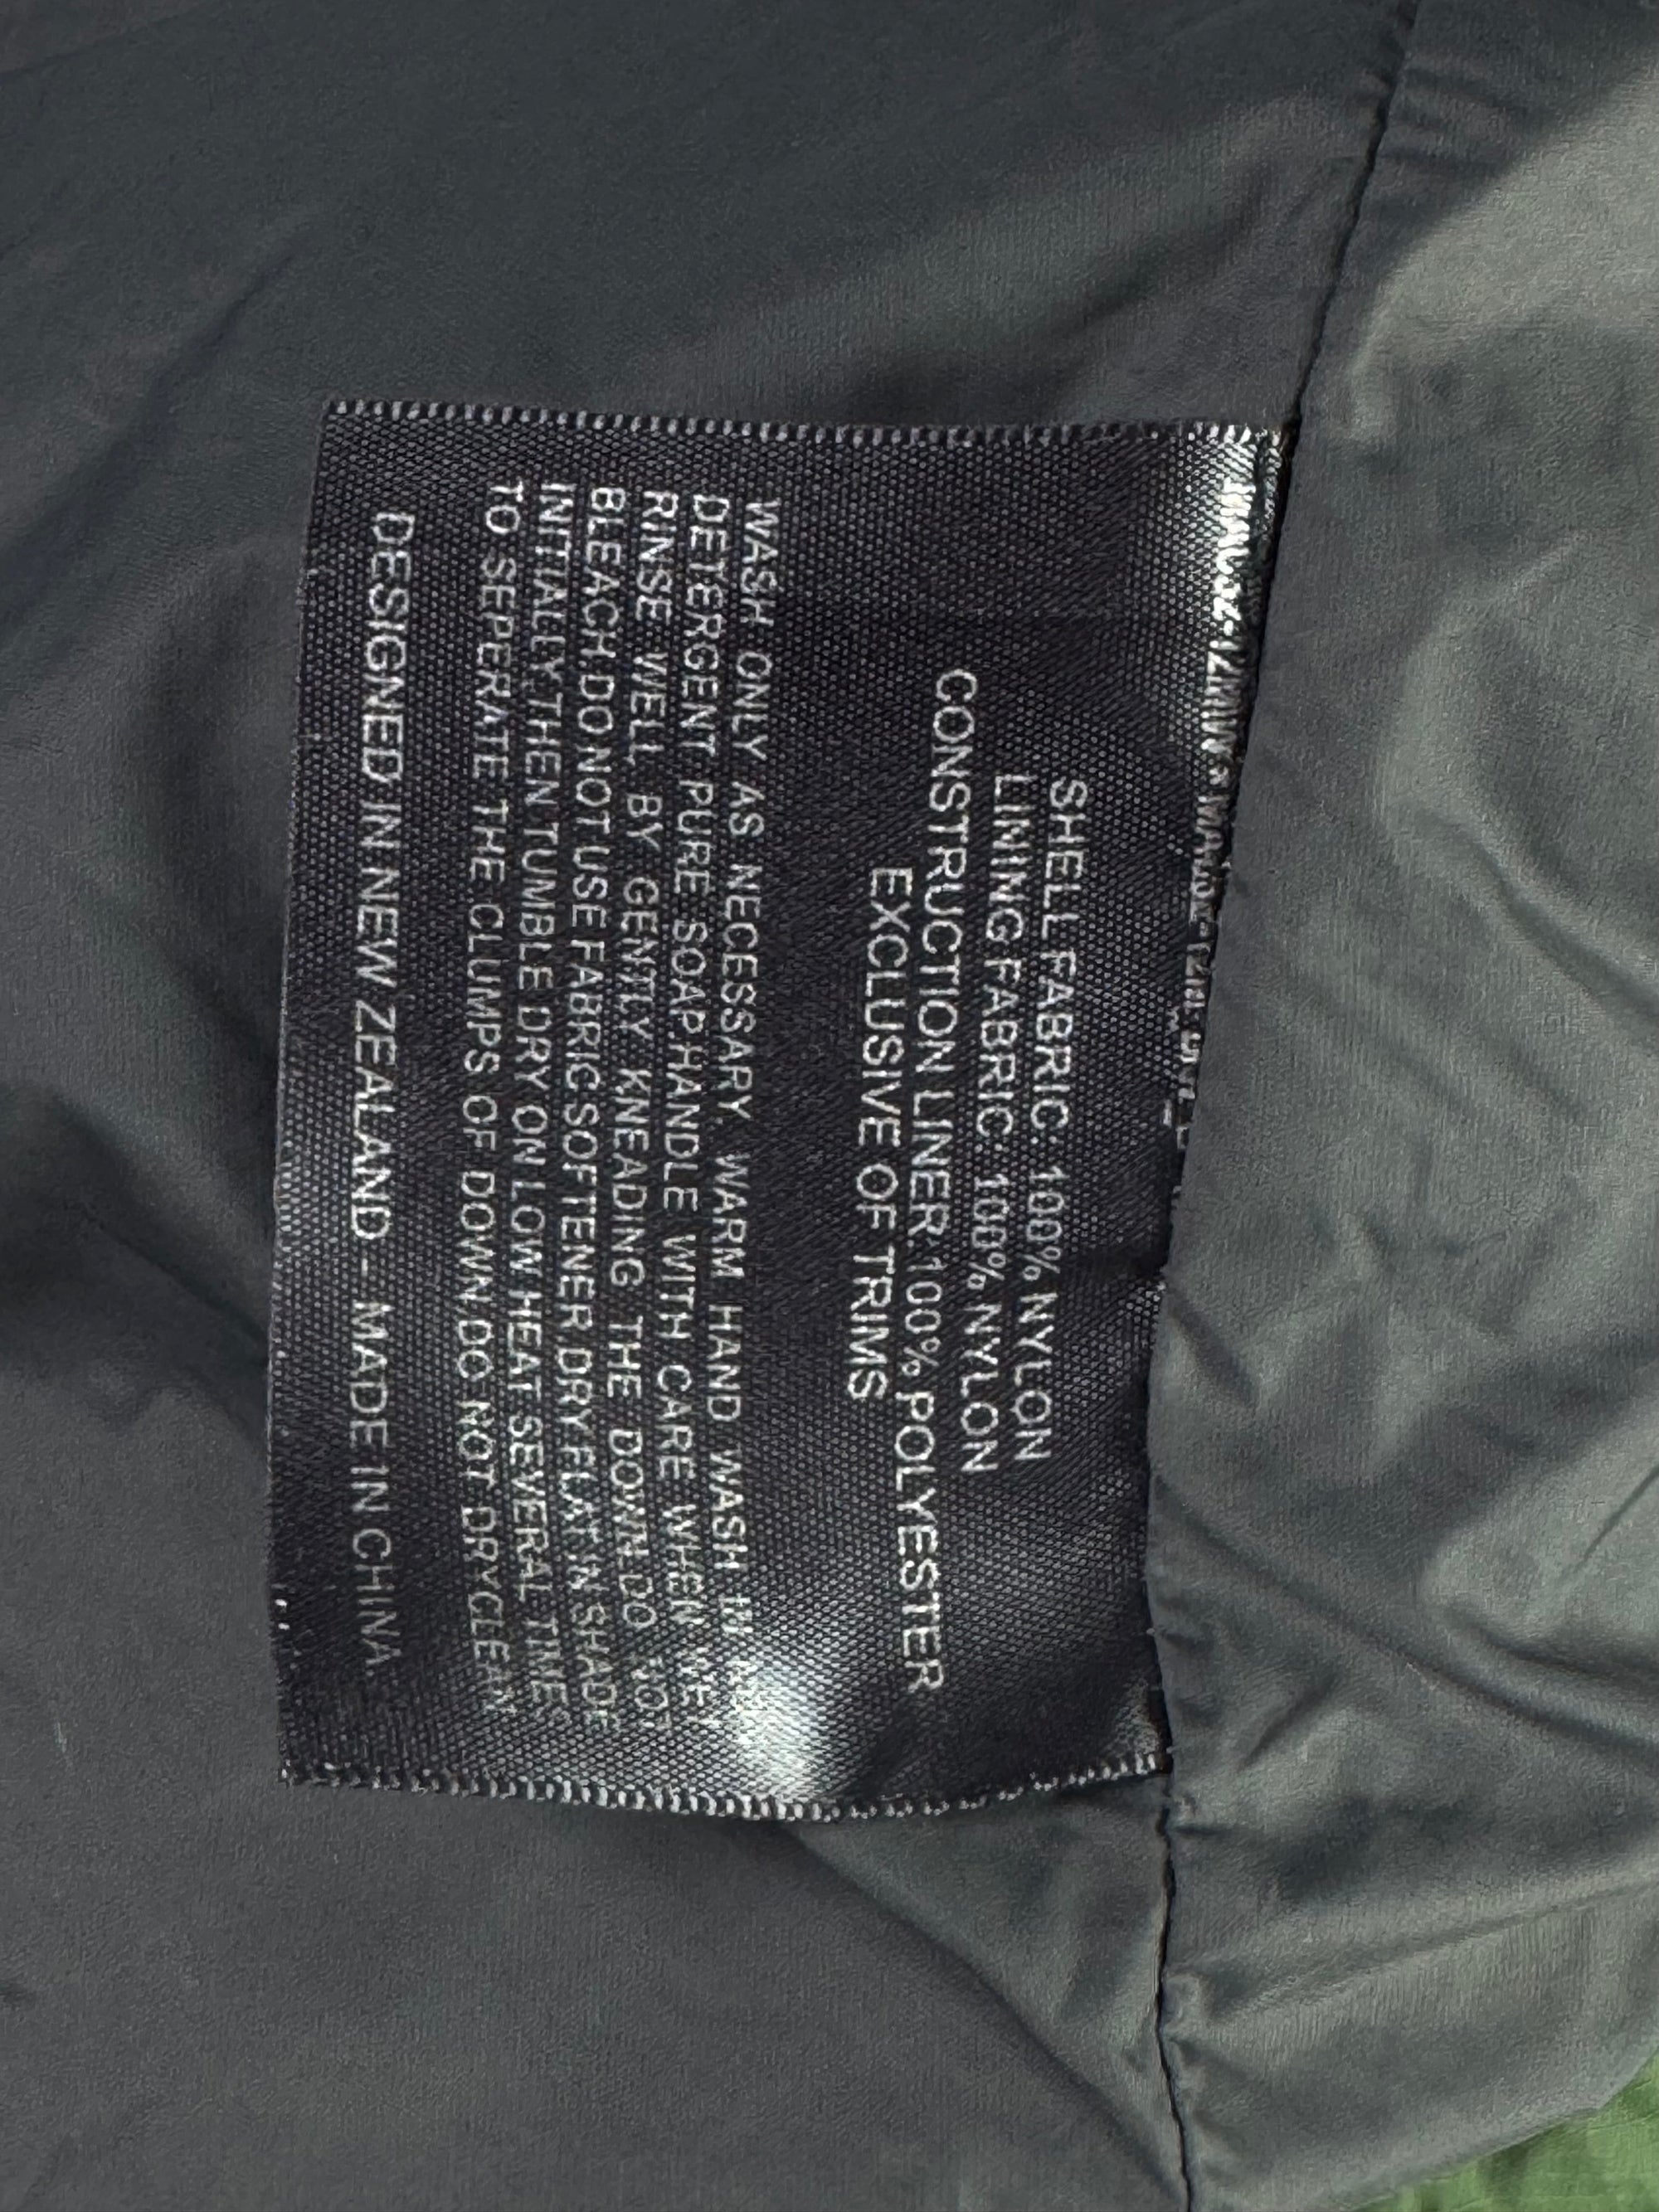 SHELL FABRIC: 100% NYLON
LINING FABRIC: 100% NYLON
CONSTRUCTION LINER:100% POLYESTER
EXCLUSIVE OF TRIMS
WASH ONLY AS NECESSARY. WARM HAND WASH IN
DETERGENT PURE SOAP.HANDLE WITH CARE WHEN WET
RINSE WELL BY GENTLY KNEADING THE DOWN.DO NOT
BLEACH.DO NOT USE FABRIC SOFTENER.DRY FLAT IN SHADE
INITIALLY.THEN TUMBLE DRY ON LOW HEAT SEVERAL TIMES
TO SEPERATE THE CLUMPS OF DOWN.DO NOT DRYCLEAN
DESIGNED IN NEW ZEALAND - MADE IN CHINA.